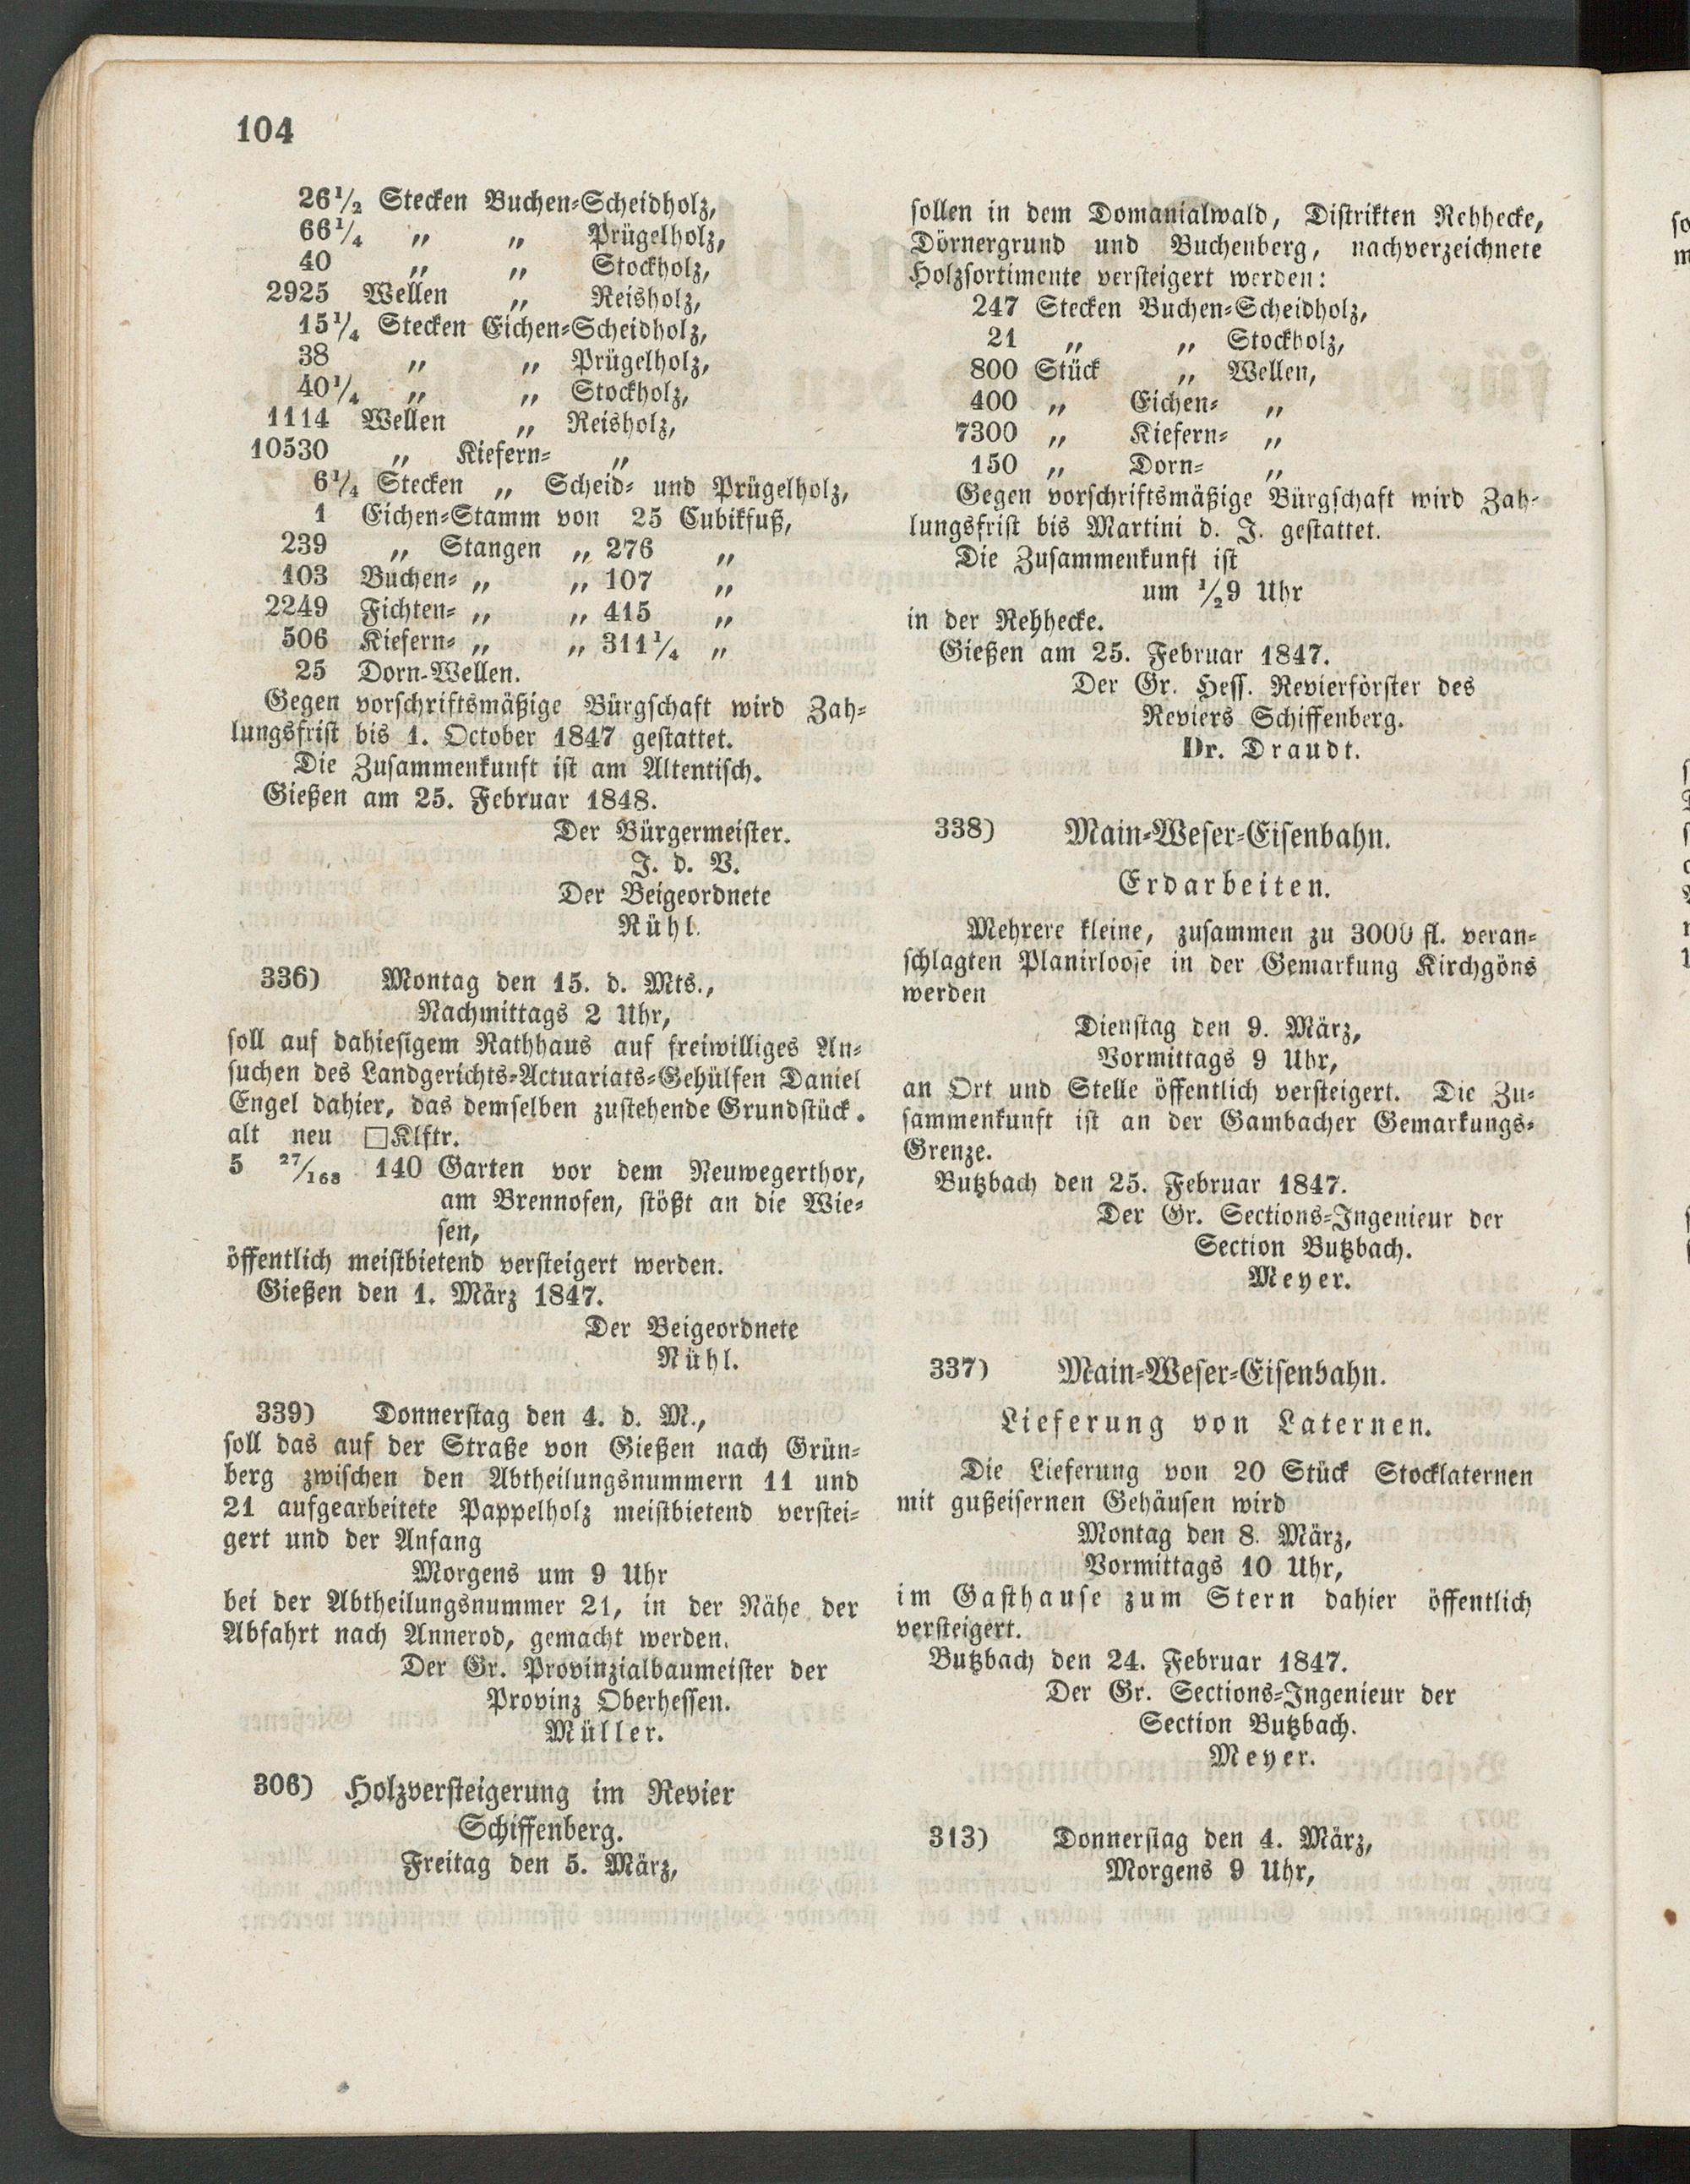 104
26 1/2 Stecken Buchen-Scheidholz,
66 1/4 „ „ Prügelholz,
40 „ „ Stockholz,
2925 Wellen „ Reisholz,
15 1/4 Stecken Eichen-Scheidholz,
38 „ „ Prügelholz,
40 1/4 „ „ Stockholz,
1114 Wellen „ Reisholz,
10530 „ Kiefern- „
6 1/4 Stecken „ Scheid- und Prügelholz,
1 Eichen-Stamm von 25 Cubikfuß,
239 „ Stangen „ 276 „
103 Buchen- „ „ 107 „
2249 Fichten- „ „ 415 „
506 Kiefern- „ „ 311 1/4 „
25 Dorn-Wellen.
Gegen vorschriftsmäßige Bürgschaft wird Zah-
lungsfrist bis 1. October 1847 gestattet.
Die Zusammenkunft ist am Altentisch.
Gießen am 25. Februar 1848.
Der Bürgermeister.
J. d. V.
Der Beigeordnete
Rühl.
336) Montag den 15. d. Mts.,
Nachmittags 2 Uhr,
soll auf dahiesigem Rathhaus auf freiwilliges An-
suchen des Landgerichts-Actuariats-Gehülfen Daniel
Engel dahier, das demselben zustehende Grundstück.
alt neu □Klftr.
5 27/168 140 Garten vor dem Neuwegerthor,
am Brennofen, stößt an die Wie-
sen,
öffentlich meistbietend versteigert werden.
Gießen den 1. März 1847.
Der Beigeordnete
Rühl.
339) Donnerstag den 4. d. M.,
soll das auf der Straße von Gießen nach Grün-
berg zwischen den Abtheilungsnummern 11 und
21 aufgearbeitete Pappelholz meistbietend verstei-
gert und der Anfang
Morgens um 9 Uhr
bei der Abtheilungsnummer 21, in der Nähe der
Abfahrt nach Annerod, gemacht werden.
Der Gr. Provinzialbaumeister der
Provinz Oberhessen.
Müller.
306) Holzversteigerung im Revier
Schiffenberg.
Freitag den 5. März,
sollen in dem Domanialwald, Distrikten Rehhecke,
Dörnergrund und Buchenberg, nachverzeichnete
Holzsortimente versteigert werden:
247 Stecken Buchen-Scheidholz,
21 „ „ Stockholz,
800 Stück „ Wellen,
400 „ Eichen- „
7300 „ Kiefern- „
150 „ Dorn- „
Gegen vorschriftsmäßige Bürgschaft wird Zah-
lungsfrist bis Martini d. J. gestattet.
Die Zusammenkunft ist
um 1/2 9 Uhr
in der Rehhecke.
Gießen am 25. Februar 1847.
Der Gr. Hess. Revierförster des
Reviers Schiffenberg.
Dr. Draudt.
338) Main-Weser-Eisenbahn.
Erdarbeiten.
Mehrere kleine, zusammen zu 3000 fl. veran-
schlagten Planirloose in der Gemarkung Kirchgöns
werden
Dienstag den 9. März,
Vormittags 9 Uhr,
an Ort und Stelle öffentlich versteigert. Die Zu-
sammenkunft ist an der Gambacher Gemarkungs-
Grenze.
Butzbach den 25. Februar 1847.
Der Gr. Sections-Ingenieur der
Section Butzbach.
Meyer.
337) Main-Weser-Eisenbahn.
Lieferung von Laternen.
Die Lieferung von 20 Stück Stocklaternen
mit gußeisernen Gehäusen wird
Montag den 8. März,
Vormittags 10 Uhr,
im Gasthause zum Stern dahier öffentlich
versteigert.
Butzbach den 24. Februar 1847.
Der Gr. Sections-Ingenieur der
Section Butzbach.
Meyer.
313) Donnerstag den 4. März,
Morgens 9 Uhr,